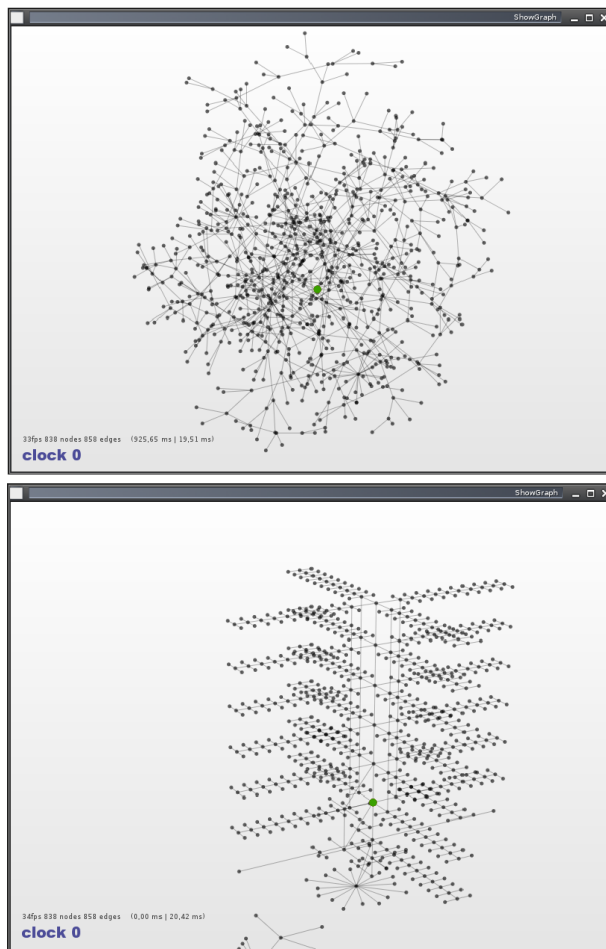 ShowGraph
33fps 838 nodes 858 edges (925,65 ms | 19,51 ms)
clock 0
ShowGraph
34fps 838 nodes 858 edges (0,00 ms | 20,42 ms)
clock 0